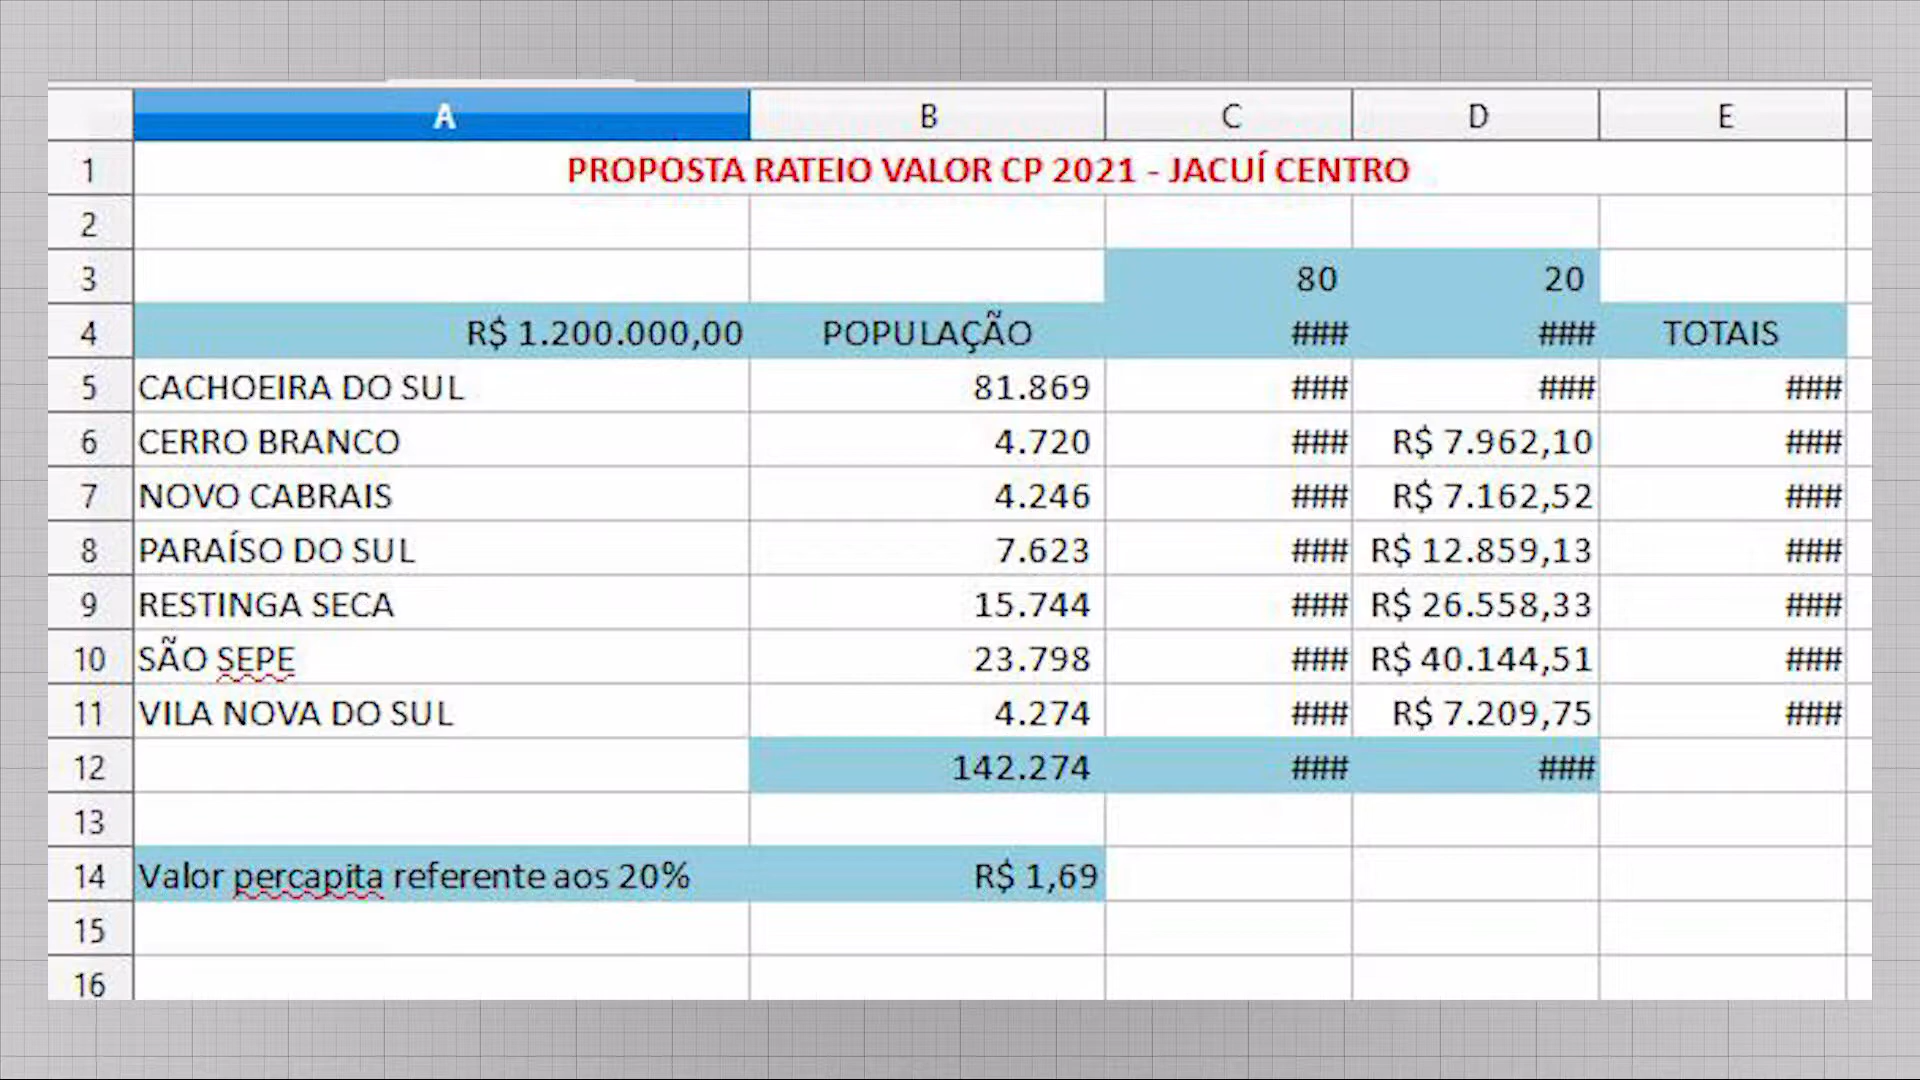 A B C D E
1 PROPOSTA RATEIO VALOR CP 2021 - JACUÍ CENTRO
2
3 80 20
4 R$ 1.200.000,00 POPULAÇÃO ### ### TOTAIS
5 CACHOEIRA DO SUL 81.869 ### ### ###
6 CERRO BRANCO 4.720 ### R$ 7.962,10 ###
7 NOVO CABRAIS 4.246 ### R$ 7.162,52 ###
8 PARAÍSO DO SUL 7.623 ### R$ 12.859,13 ###
9 RESTINGA SECA 15.744 ### R$ 26.558,33 ###
10 SÃO SEPE 23.798 ### R$ 40.144,51 ###
11 VILA NOVA DO SUL 4.274 ### R$ 7.209,75 ###
12 142.274 ### ###
13
14 Valor percapita referente aos 20% R$ 1,69
15
16